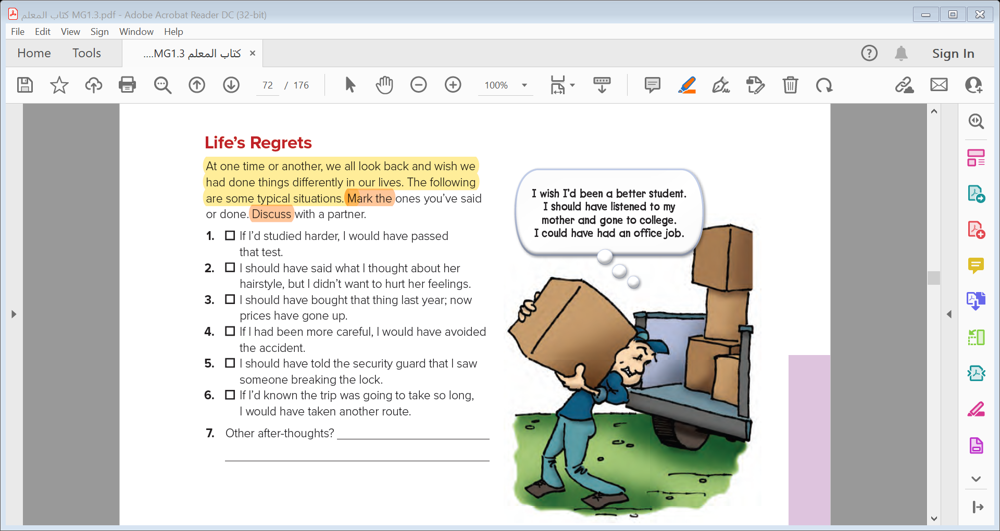 كتاب المعلم MG1.3.pdf - Adobe Acrobat Reader DC (32-bit)
File Edit View Sign Window Help
Home Tools ....MG1.3 كتاب المعلم × Sign In
72 / 176 100%
Life's Regrets
At one time or another, we all look back and wish we
had done things differently in our lives. The following
are some typical situations. Mark the ones you've said
or done. Discuss with a partner.
1. If I'd studied harder, I would have passed
that test.
2. I should have said what I thought about her
hairstyle, but I didn't want to hurt her feelings.
3. I should have bought that thing last year; now
prices have gone up.
4. If I had been more careful, I would have avoided
the accident.
5. I should have told the security guard that I saw
someone breaking the lock.
6. If I'd known the trip was going to take so long,
I would have taken another route.
7. Other after-thoughts?
I wish I'd been a better student.
I should have listened to my
mother and gone to college.
I could have had an office job.